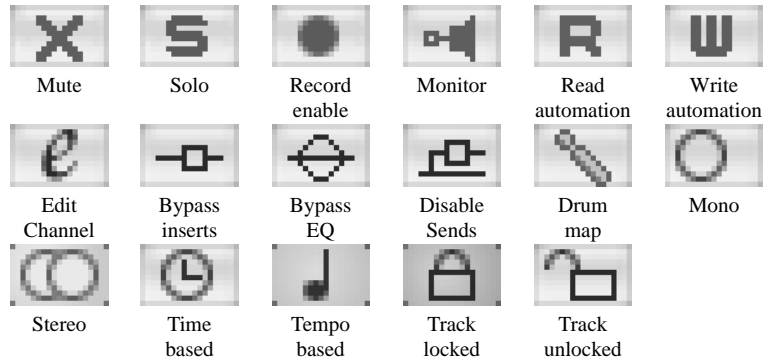 Mute Solo Record enable Monitor Read automation Write automation
Edit Channel Bypass inserts Bypass EQ Disable Sends Drum map Mono
Stereo Time based Tempo based Track locked Track unlocked